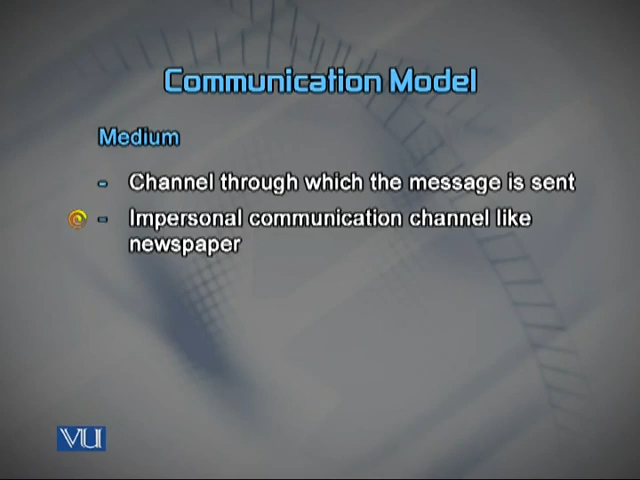 Communication Model
Medium
- Channel through which the message is sent
- Impersonal communication channel like
newspaper
VU